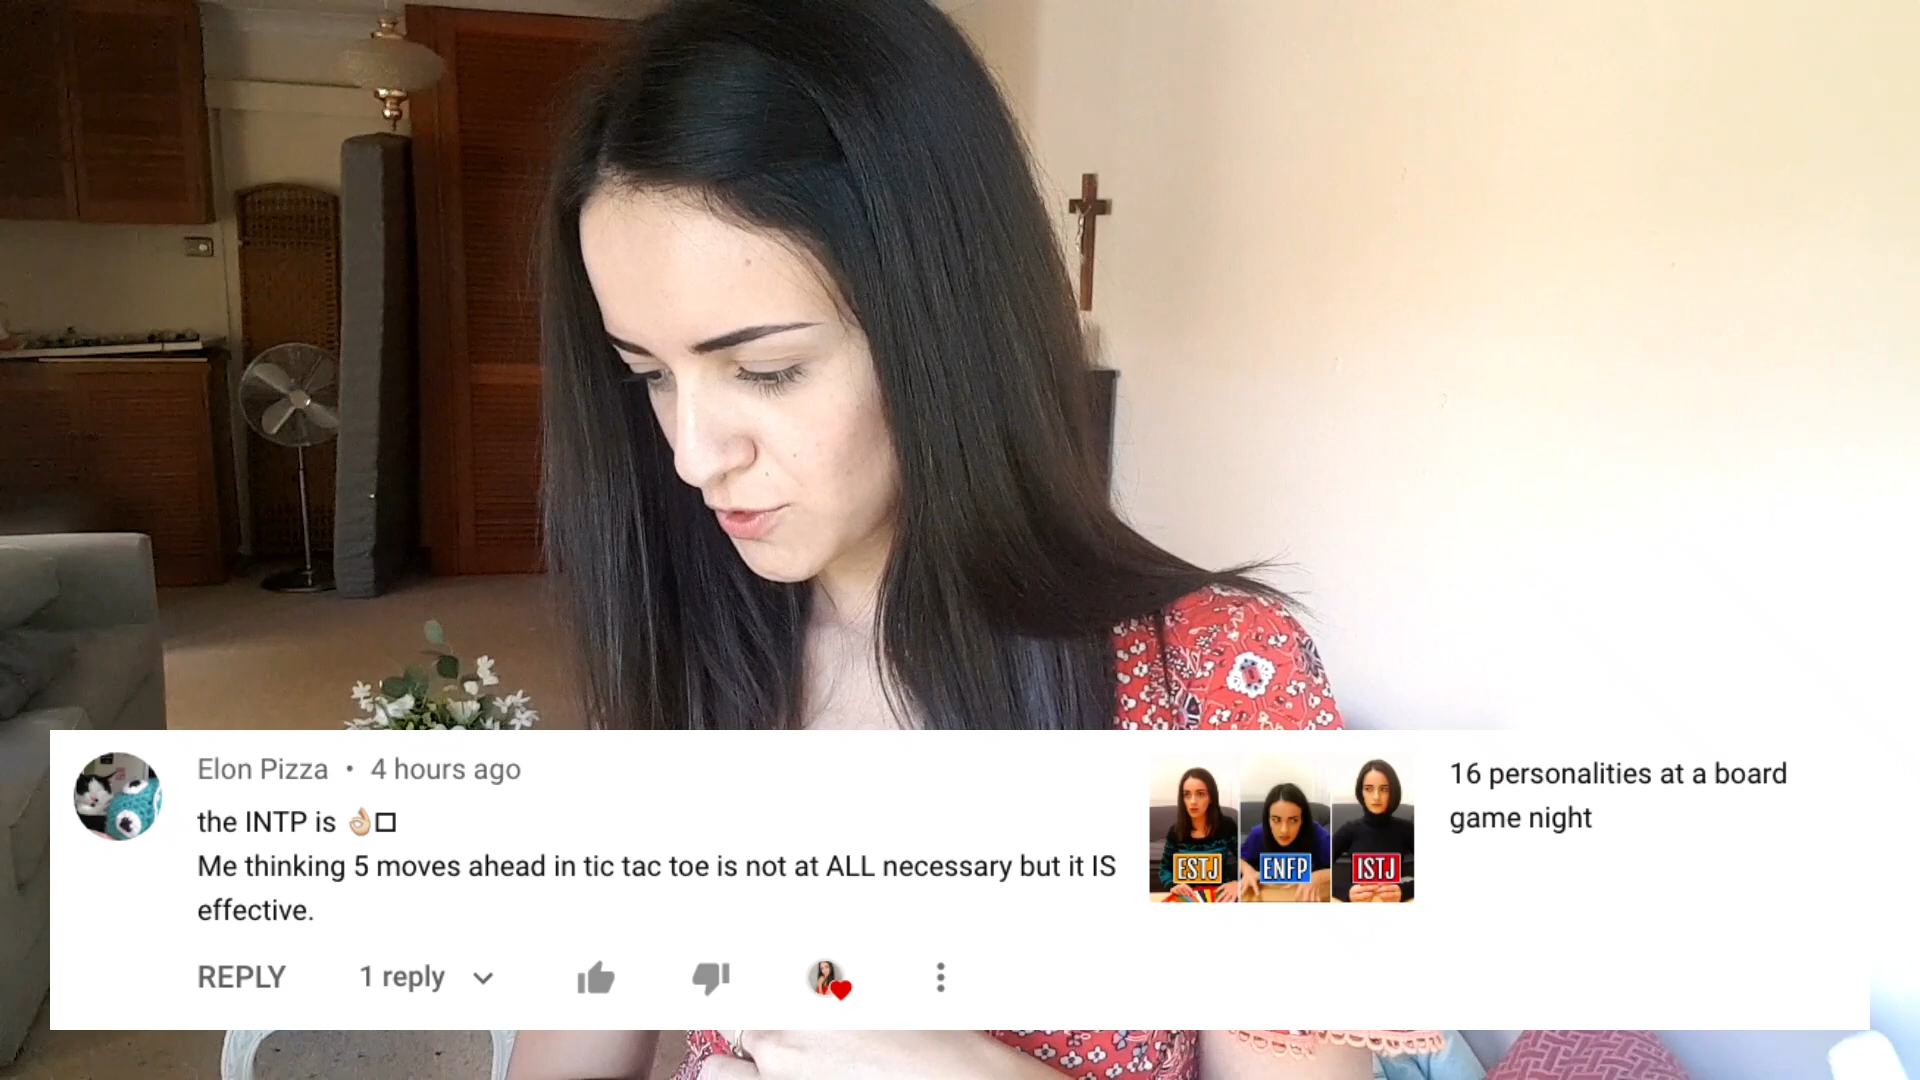 Elon Pizza • 4 hours ago
the INTP is 👌🏻□
Me thinking 5 moves ahead in tic tac toe is not at ALL necessary but it IS
effective.
REPLY 1 reply
ESTJ ENFP ISTJ
16 personalities at a board
game night